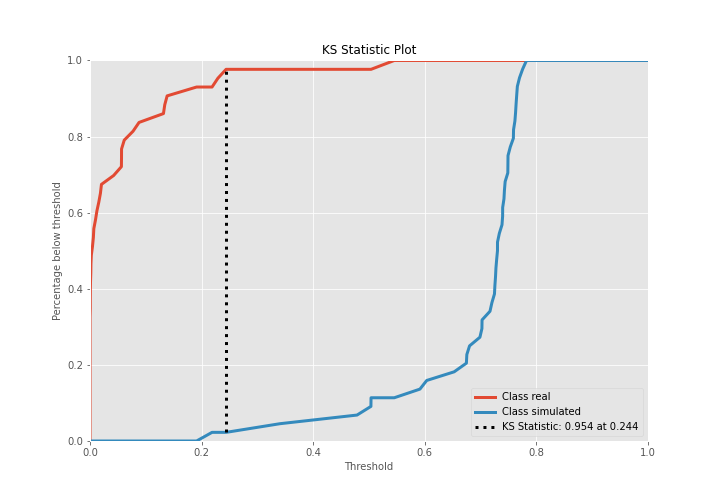 KS Statistic Plot
1.0
0.8
0.6
0.4
0.2
0.0
Percentage below threshold
0.0 0.2 0.4 0.6 0.8 1.0
Threshold
Class real
Class simulated
KS Statistic: 0.954 at 0.244